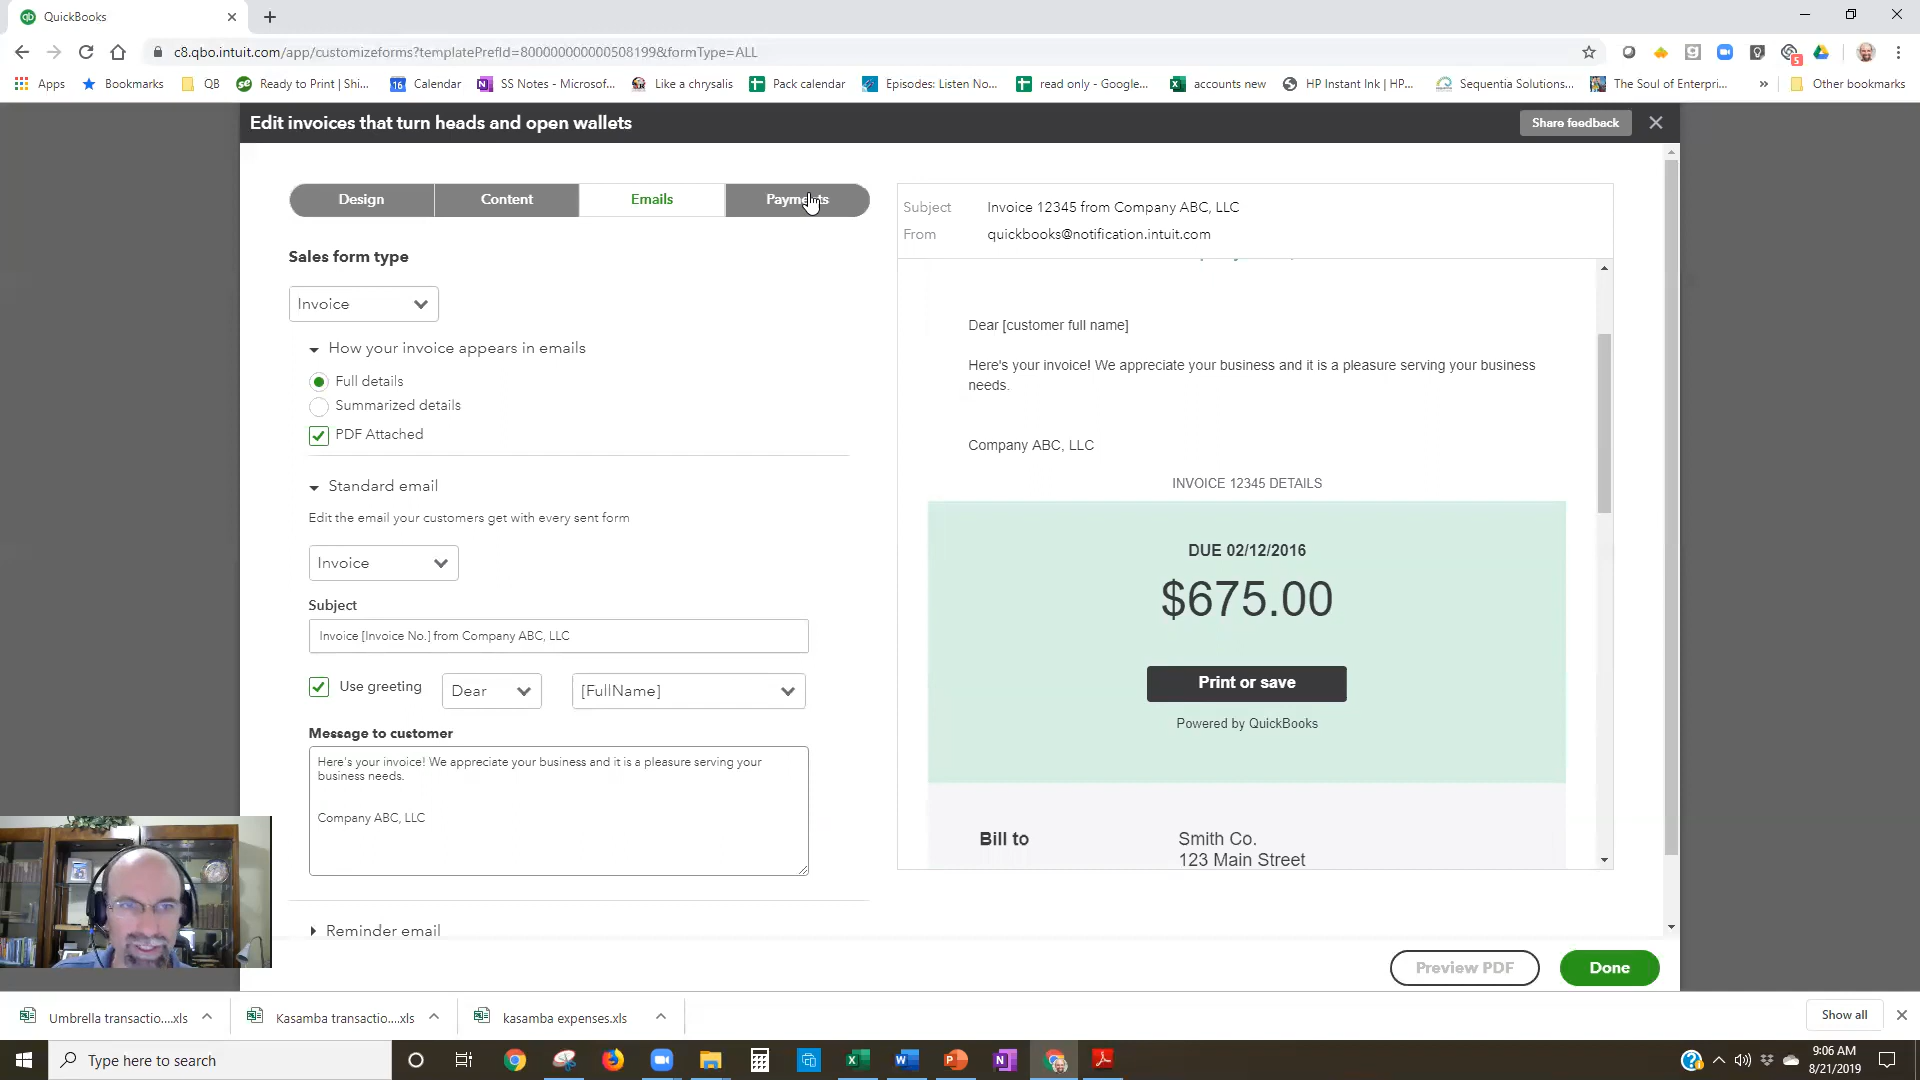 QuickBooks
c8.qbo.intuit.com/app/customizeforms?templatePrefId=800000000000508199&formType=ALL
5
Apps
Bookmarks
QB
Ready to Print | Shi...
16
Calendar
SS Notes - Microsof...
Like a chrysalis
Pack calendar
Episodes: Listen No...
read only - Google...
accounts new
HP Instant Ink | HP...
Sequentia Solutions...
The Soul of Enterpri...
»
Other bookmarks
Edit invoices that turn heads and open wallets
Share feedback
Design
Content
Emails
Payments
Sales form type
Invoice
How your invoice appears in emails
Full details
Summarized details
PDF Attached
Standard email
Edit the email your customers get with every sent form
Invoice
Subject
Invoice [Invoice No.] from Company ABC, LLC
Use greeting
Dear
[FullName]
Message to customer
Here's your invoice! We appreciate your business and it is a pleasure serving your
business needs.
Company ABC, LLC
Reminder email
Subject
Invoice 12345 from Company ABC, LLC
From
quickbooks@notification.intuit.com
Dear [customer full name]
Here's your invoice! We appreciate your business and it is a pleasure serving your business
needs.
Company ABC, LLC
INVOICE 12345 DETAILS
DUE 02/12/2016
$675.00
Print or save
Powered by QuickBooks
Bill to
Smith Co.
123 Main Street
Preview PDF
Done
Umbrella transactio....xls
Kasamba transactio....xls
kasamba expenses.xls
Show all
Type here to search
9:06 AM
8/21/2019